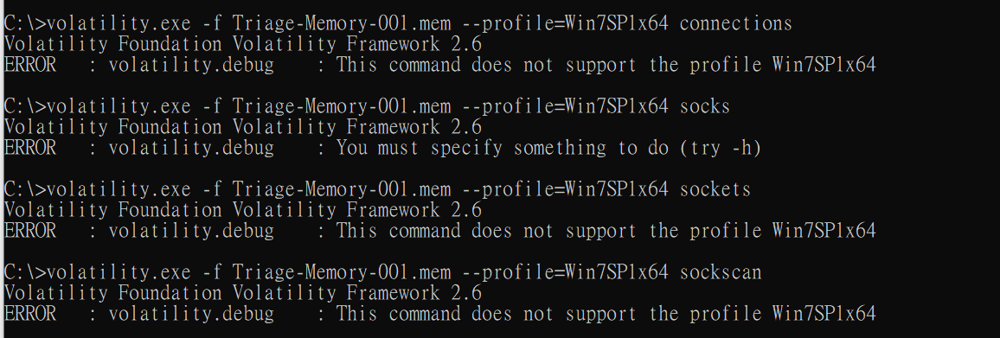 C:\>volatility.exe -f Triage-Memory-001.mem --profile=Win7SP1x64 connections
Volatility Foundation Volatility Framework 2.6
ERROR   : volatility.debug    : This command does not support the profile Win7SP1x64
C:\>volatility.exe -f Triage-Memory-001.mem --profile=Win7SP1x64 socks
Volatility Foundation Volatility Framework 2.6
ERROR   : volatility.debug    : You must specify something to do (try -h)
C:\>volatility.exe -f Triage-Memory-001.mem --profile=Win7SP1x64 sockets
Volatility Foundation Volatility Framework 2.6
ERROR   : volatility.debug    : This command does not support the profile Win7SP1x64
C:\>volatility.exe -f Triage-Memory-001.mem --profile=Win7SP1x64 sockscan
Volatility Foundation Volatility Framework 2.6
ERROR   : volatility.debug    : This command does not support the profile Win7SP1x64